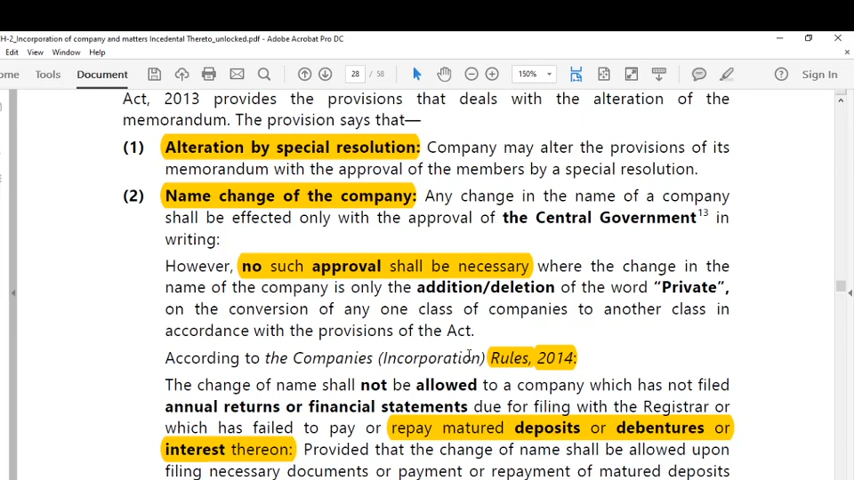 CH-2_Incorporation of company and matters Incedental Thereto_unlocked.pdf - Adobe Acrobat Pro DC
Edit View Window Help
ome Tools Document 28 / 58 150% Sign In
Act, 2013 provides the provisions that deals with the alteration of the
memorandum. The provision says that—
(1) Alteration by special resolution: Company may alter the provisions of its
memorandum with the approval of the members by a special resolution.
(2) Name change of the company: Any change in the name of a company
shall be effected only with the approval of the Central Government13 in
writing:
However, no such approval shall be necessary where the change in the
name of the company is only the addition/deletion of the word “Private”,
on the conversion of any one class of companies to another class in
accordance with the provisions of the Act.
According to the Companies (Incorporation) Rules, 2014:
The change of name shall not be allowed to a company which has not filed
annual returns or financial statements due for filing with the Registrar or
which has failed to pay or repay matured deposits or debentures or
interest thereon: Provided that the change of name shall be allowed upon
filing necessary documents or payment or repayment of matured deposits